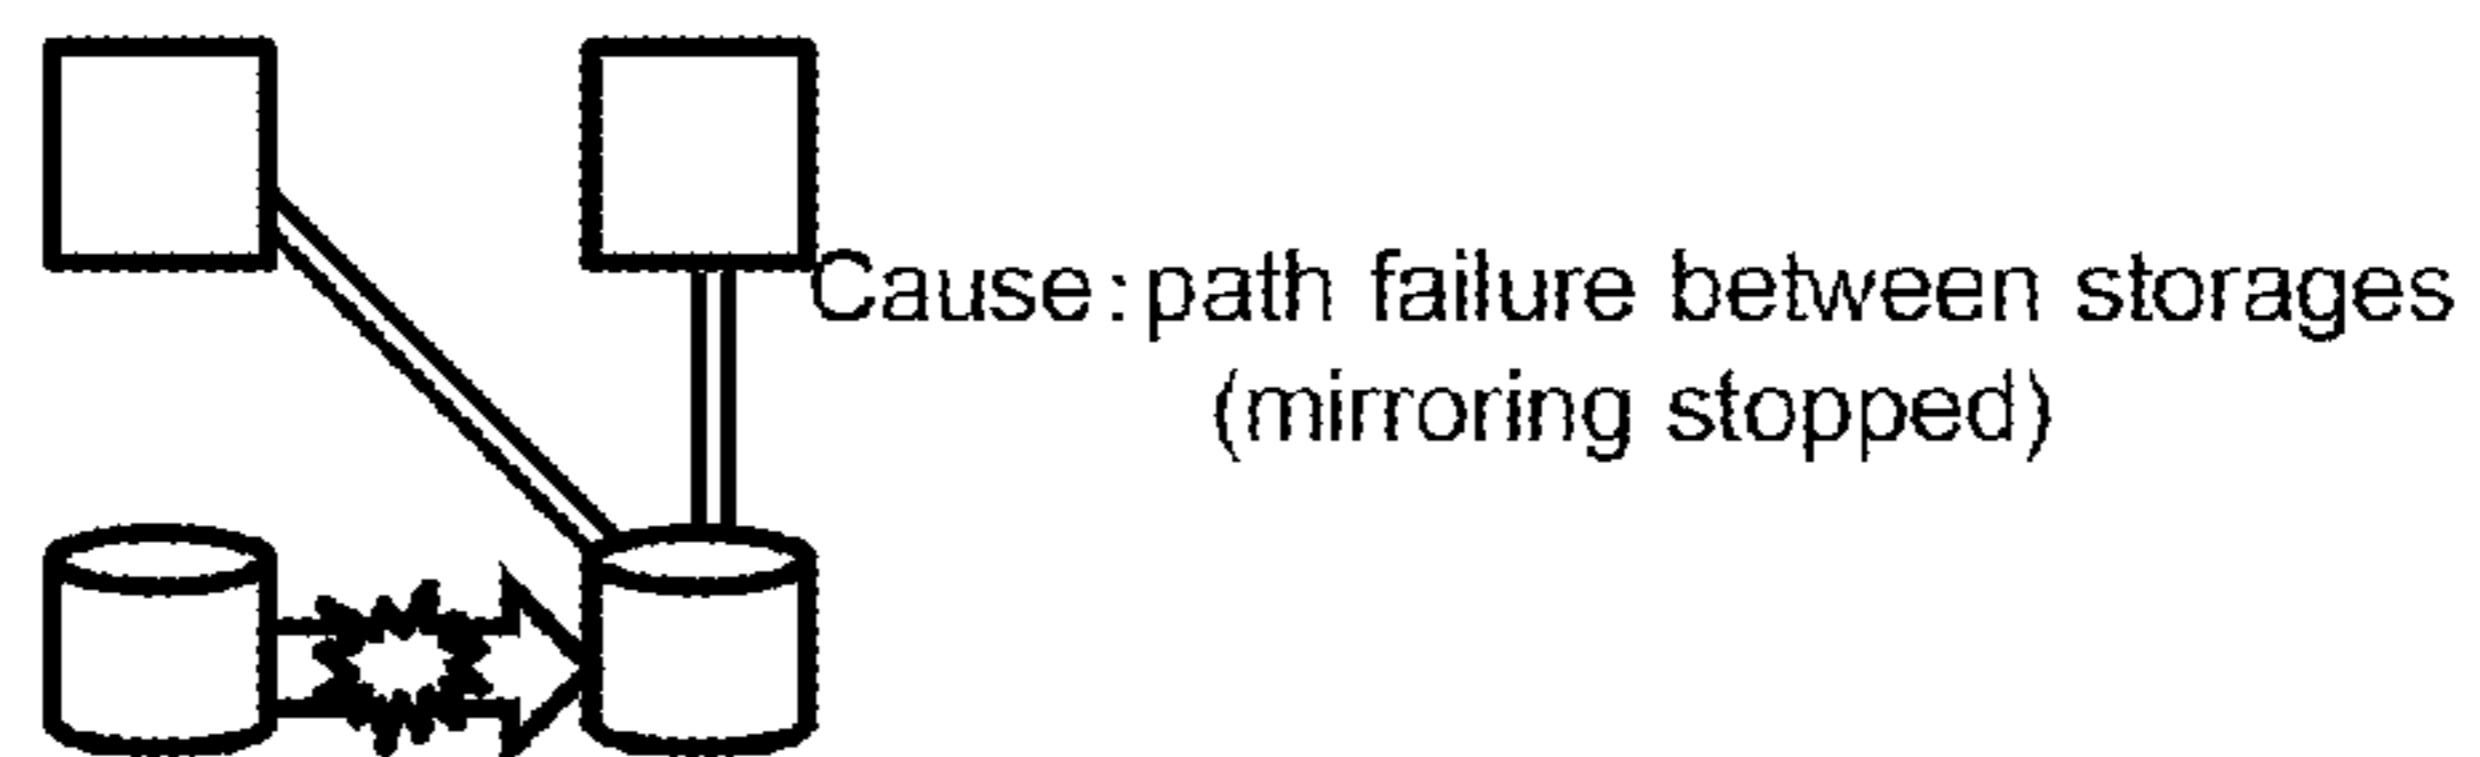 Cause:path failure between storages
(mirroring stopped)